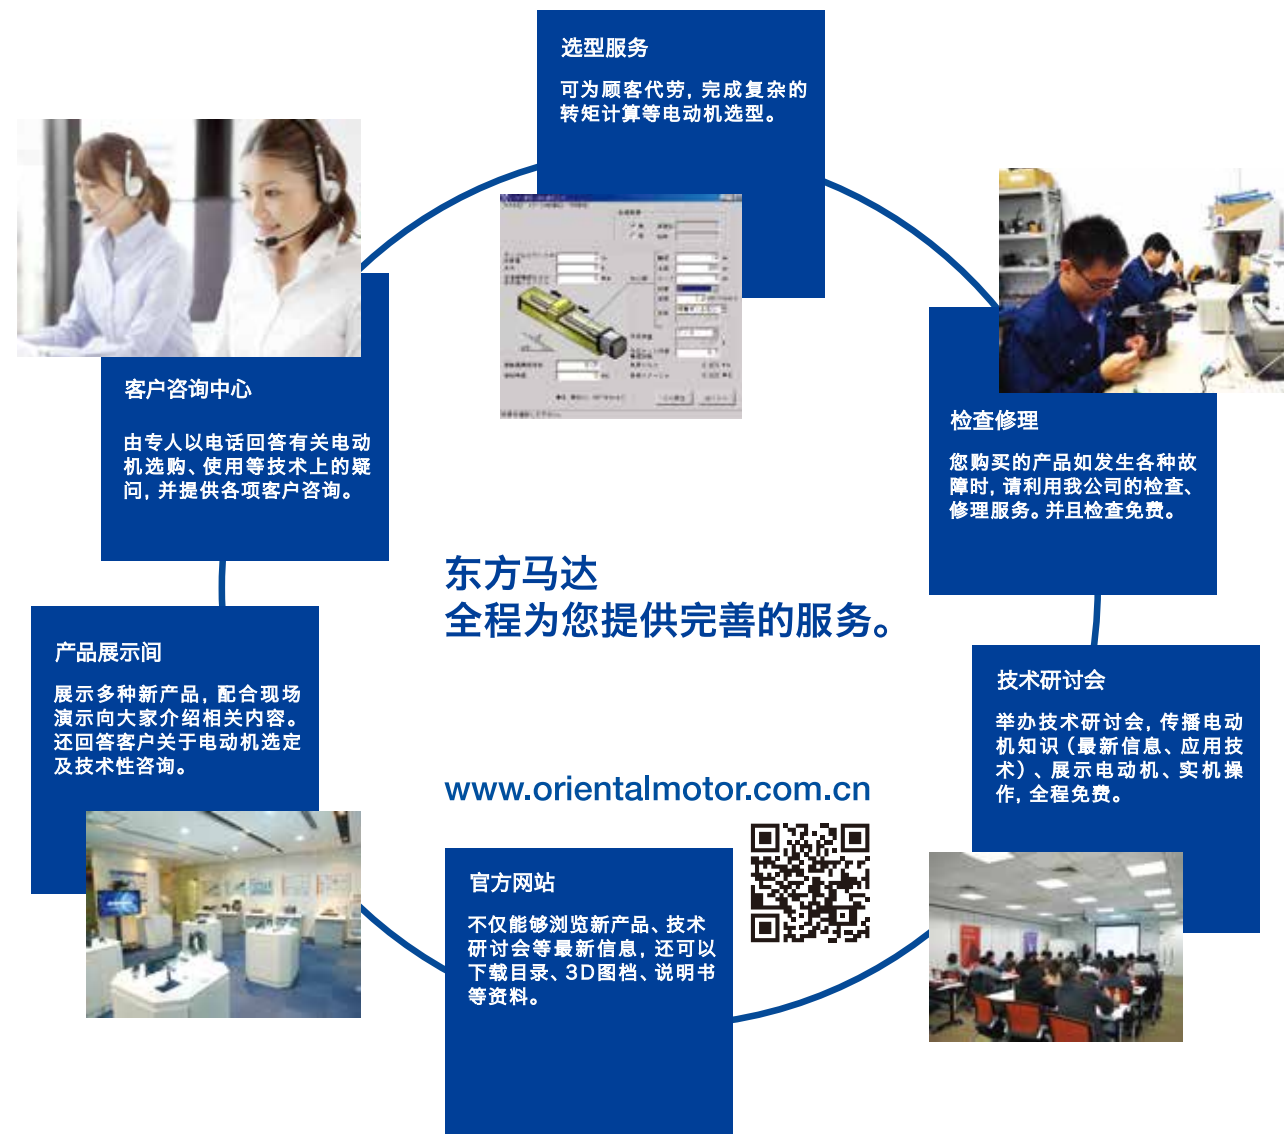 选型服务
可为顾客代劳，完成复杂的
转矩计算等电动机选型。
客户咨询中心
由专人以电话回答有关电动
机选购、使用等技术上的疑
问，并提供各项客户咨询。
检查修理
您购买的产品如发生各种故
障时，请利用我公司的检查、
修理服务。并且检查免费。
东方马达
全程为您提供完善的服务。
产品展示间
展示多种新产品，配合现场
演示向大家介绍相关内容。
还回答客户关于电动机选定
及技术性咨询。
技术研讨会
举办技术研讨会，传播电动
机知识（最新信息、应用技
术）、展示电动机、实机操
作，全程免费。
www.orientalmotor.com.cn
官方网站
不仅能够浏览新产品、技术
研讨会等最新信息，还可以
下载目录、3D图档、说明书
等资料。